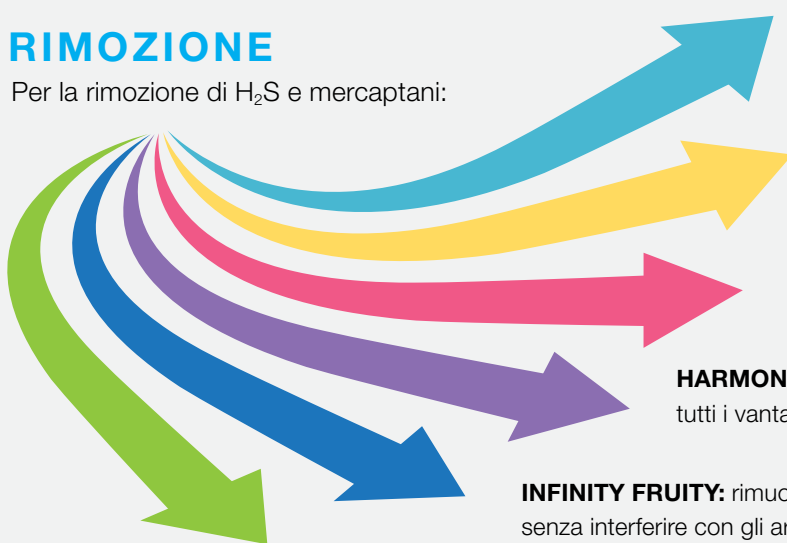 RIMOZIONE
Per la rimozione di H₂S e mercaptani:
HARMON
tutti i vanta
INFINITY FRUITY: rimuo
senza interferire con gli ar